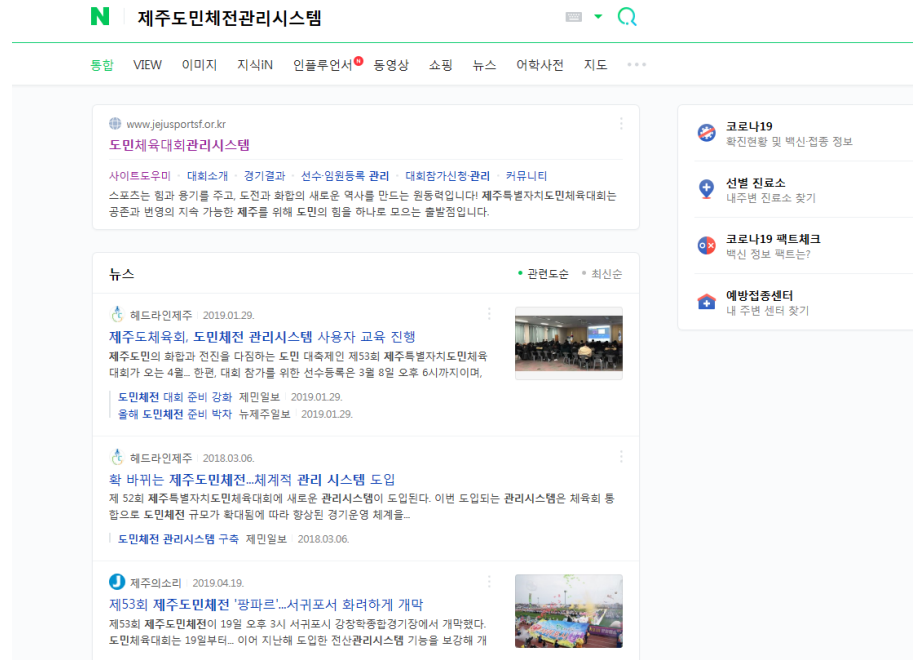 N 제주도민체전관리시스템
통합 VIEW 이미지 지식iN 인플루언서 N 동영상 쇼핑 뉴스 어학사전 지도
www.jejusportsf.or.kr
도민체육대회관리시스템
사이트도우미 · 대회소개 · 경기결과 · 선수·임원등록 관리 · 대회참가신청·관리 · 커뮤니티
스포츠는 힘과 용기를 주고, 도전과 화합의 새로운 역사를 만드는 원동력입니다! 제주특별자치도민체육대회는
공존과 번영의 지속 가능한 제주를 위해 도민의 힘을 하나로 모으는 출발점입니다.
뉴스
관련도순 최신순
헤드라인제주 2019.01.29.
제주도체육회, 도민체전 관리시스템 사용자 교육 진행
제주도민의 화합과 전진을 다짐하는 도민 대축제인 제53회 제주특별자치도민체육
대회가 오는 4월... 한편, 대회 참가를 위한 선수등록은 3월 8일 오후 6시까지이며,
도민체전 대회 준비 강화 제민일보 2019.01.29.
올해 도민체전 준비 박차 뉴제주일보 2019.01.29.
헤드라인제주 2018.03.06.
확 바뀌는 제주도민체전...체계적 관리 시스템 도입
제 52회 제주특별자치도민체육대회에 새로운 관리시스템이 도입된다. 이번 도입되는 관리시스템은 체육회 통
합으로 도민체전 규모가 확대됨에 따라 향상된 경기운영 체계을...
도민체전 관리시스템 구축 제민일보 2018.03.06.
제주의소리 2019.04.19.
제53회 제주도민체전 '팡파르'...서귀포서 화려하게 개막
제53회 제주도민체전이 19일 오후 3시 서귀포시 강창학종합경기장에서 개막했다.
도민체육대회는 19일부터... 이어 지난해 도입한 전산관리시스템 기능을 보강해 개
코로나19
확진현황 및 백신·접종 정보
선별 진료소
내주변 진료소 찾기
코로나19 팩트체크
백신 정보 팩트는?
예방접종센터
내 주변 센터 찾기